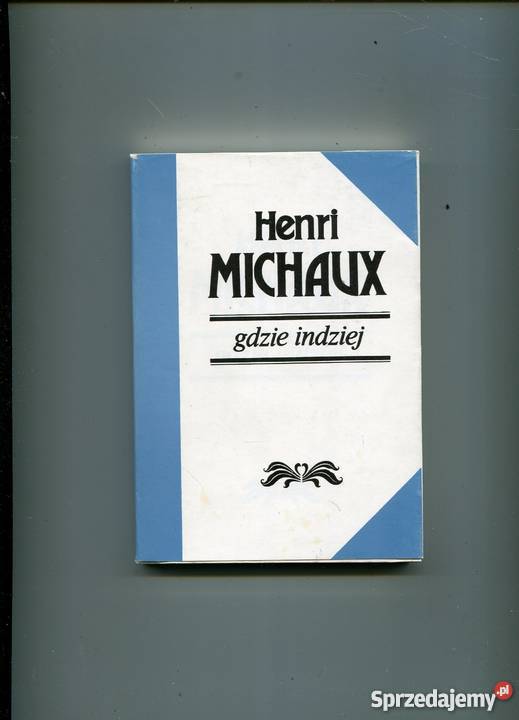 Henri
MICHAUX
gdzie indziej
Sprzedajemy.pl